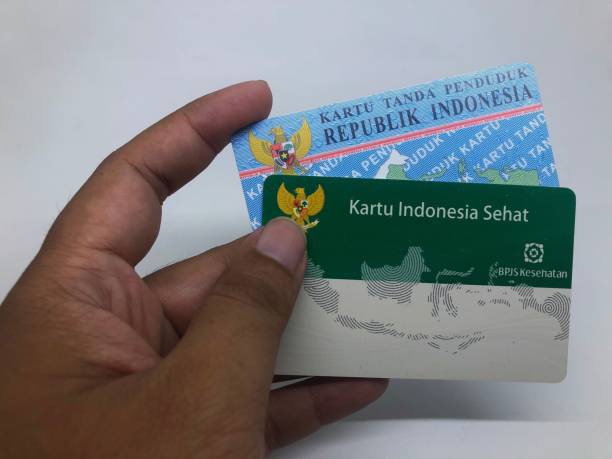 KARTU TANDA PENDUDUK
REPUBLIK INDONESIA
Kartu Indonesia Sehat
BPJS Kesehatan